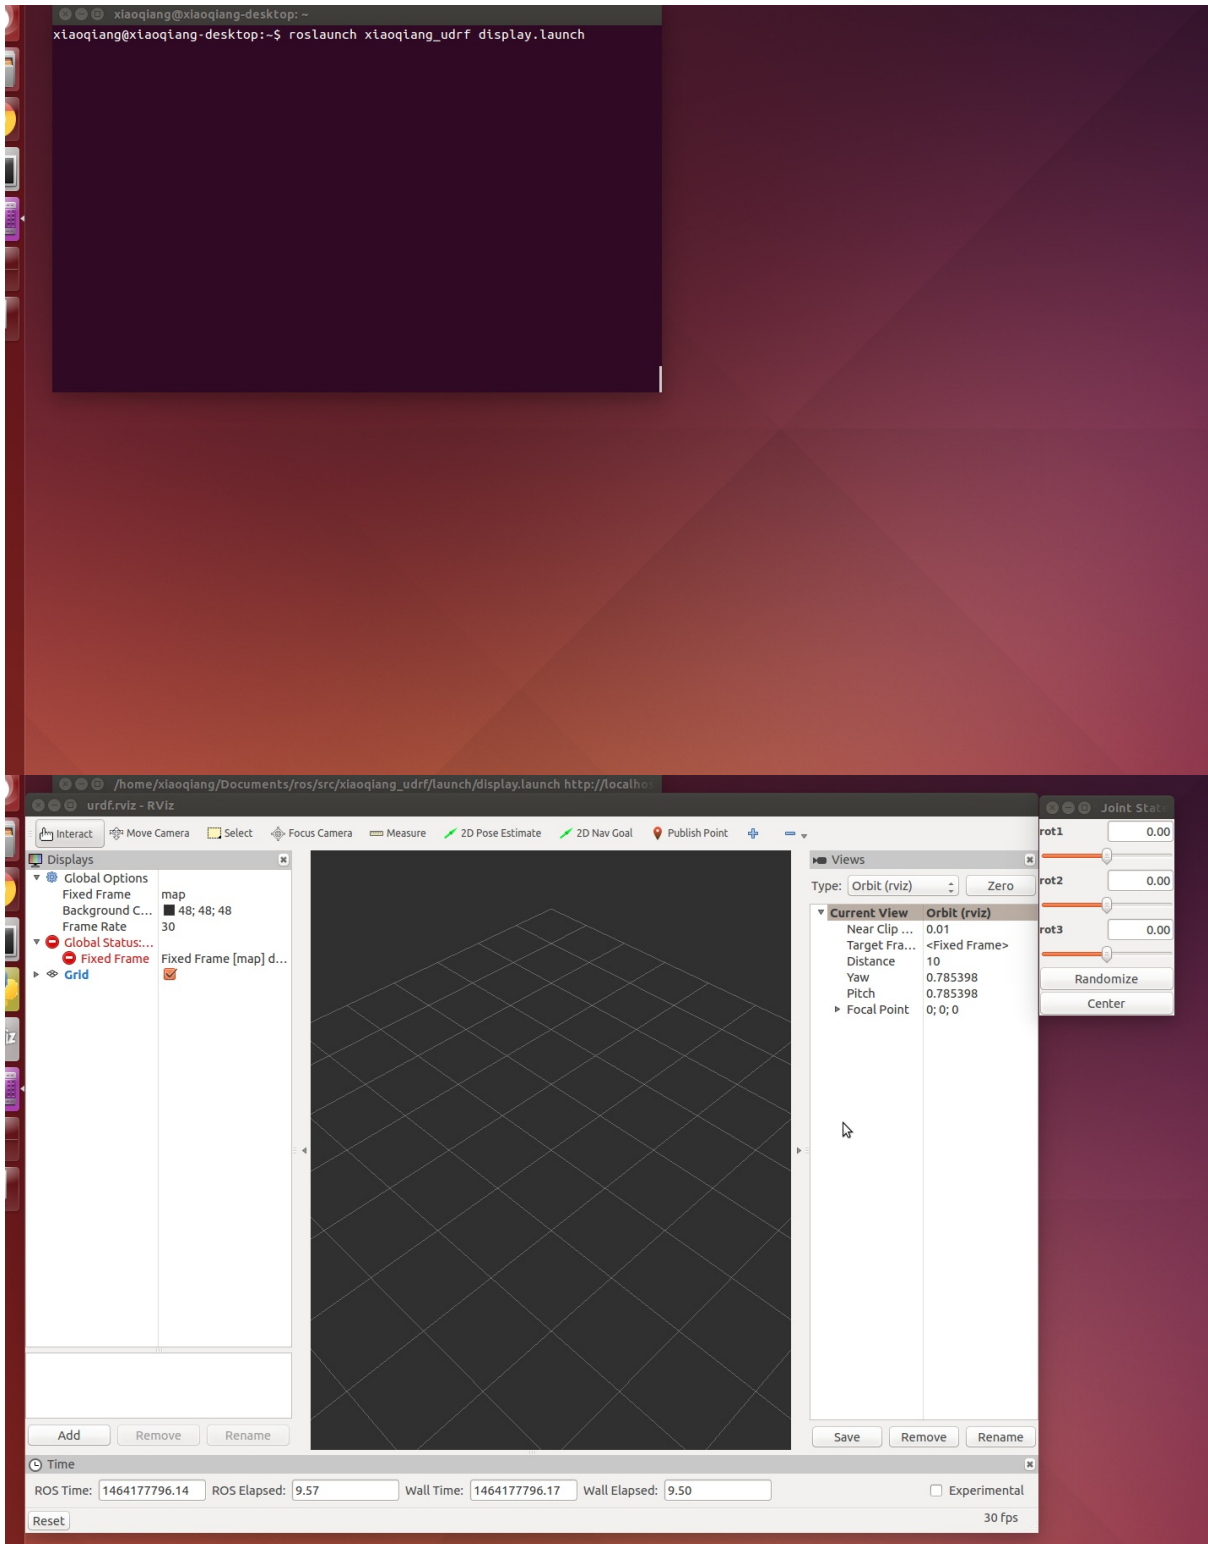 xiaoqiang@xiaoqiang-desktop: ~
xiaoqiang@xiaoqiang-desktop:~$ roslaunch xiaoqiang_udrf display.launch
/home/xiaoqiang/Documents/ros/src/xiaoqiang_udrf/launch/display.launch http://localho
urdf.rviz - RViz
Joint State
Interact Move Camera Select Focus Camera Measure 2D Pose Estimate 2D Nav Goal Publish Point
Displays
Global Options
Fixed Frame map
Background C... 48; 48; 48
Frame Rate 30
Global Status:...
Fixed Frame Fixed Frame [map] d...
Grid
Add Remove Rename
Views
Type: Orbit (rviz) Zero
Current View Orbit (rviz)
Near Clip ... 0.01
Target Fra... <Fixed Frame>
Distance 10
Yaw 0.785398
Pitch 0.785398
Focal Point 0; 0; 0
Save Remove Rename
rot1 0.00
rot2 0.00
rot3 0.00
Randomize
Center
Time
ROS Time: 1464177796.14 ROS Elapsed: 9.57 Wall Time: 1464177796.17 Wall Elapsed: 9.50 Experimental
Reset 30 fps